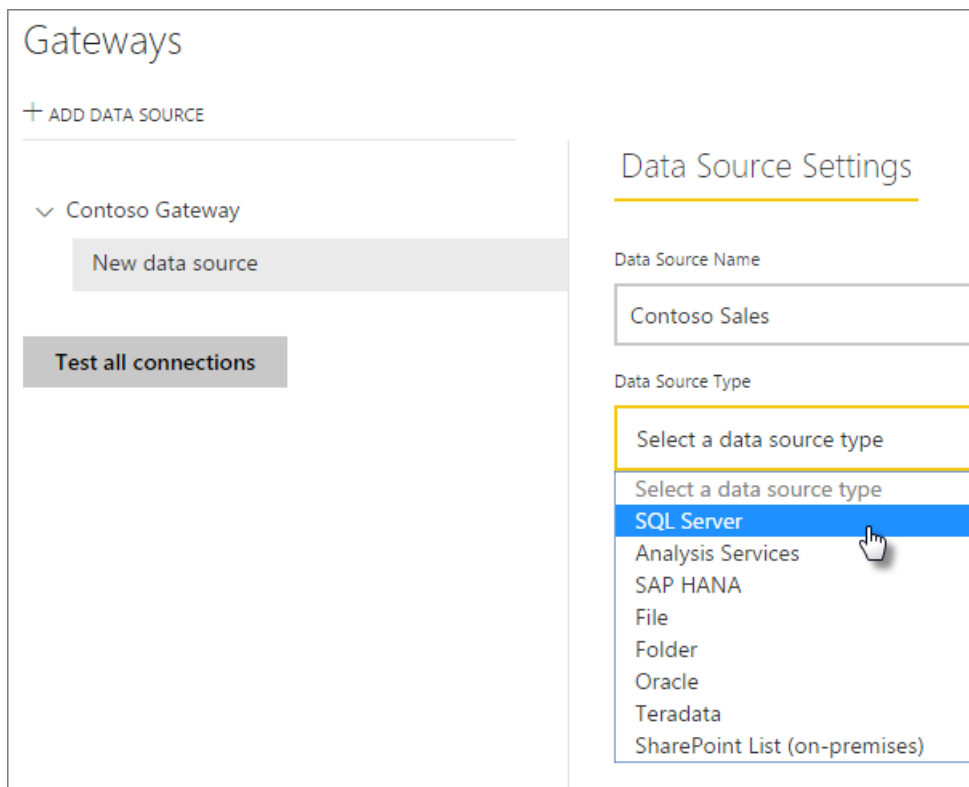 Gateways
+ ADD DATA SOURCE
Contoso Gateway
New data source
Test all connections
Data Source Settings
Data Source Name
Contoso Sales
Data Source Type
Select a data source type
Select a data source type
SQL Server
Analysis Services
SAP HANA
File
Folder
Oracle
Teradata
SharePoint List (on-premises)